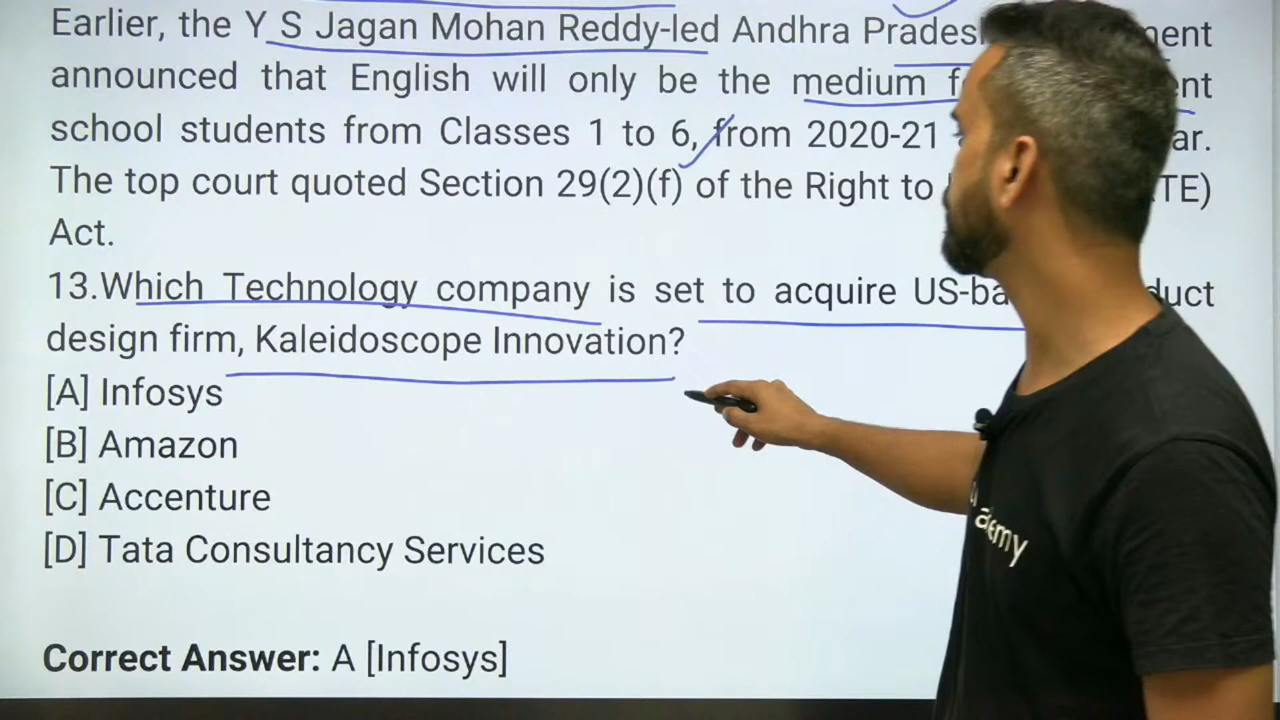 Earlier, the Y S Jagan Mohan Reddy-led Andhra
announced that English will only be the medium
school students from Classes 1 to 6, from 2020-21
The top court quoted Section 29(2)(f) of the Right to
Act.
13.Which Technology company is set to acquire
design firm, Kaleidoscope Innovation?
[A] Infosys
[B] Amazon
[C] Accenture
[D] Tata Consultancy Services
Correct Answer: A [Infosys]